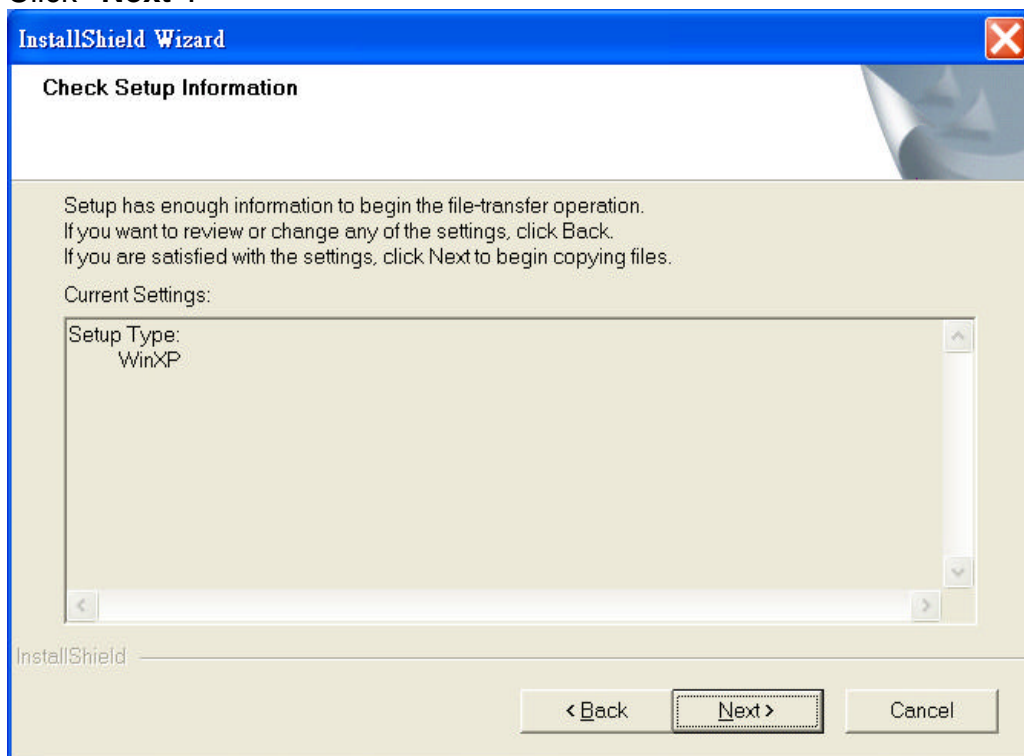 Click "Next".
InstallShield Wizard
Check Setup Information
Setup has enough information to begin the file-transfer operation.
If you want to review or change any of the settings, click Back.
If you are satisfied with the settings, click Next to begin copying files.
Current Settings:
Setup Type:
WinXP
InstallShield
< Back Next > Cancel